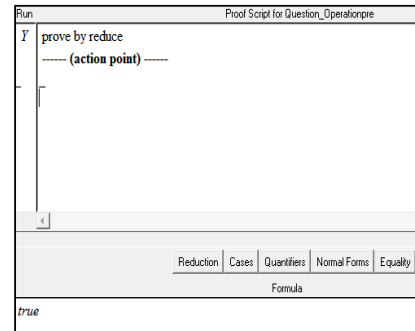 Run Proof Script for Question_Operationpre
Y prove by reduce
------ (action point) ------
Reduction Cases Quantifiers Normal Forms Equality
Formula
true